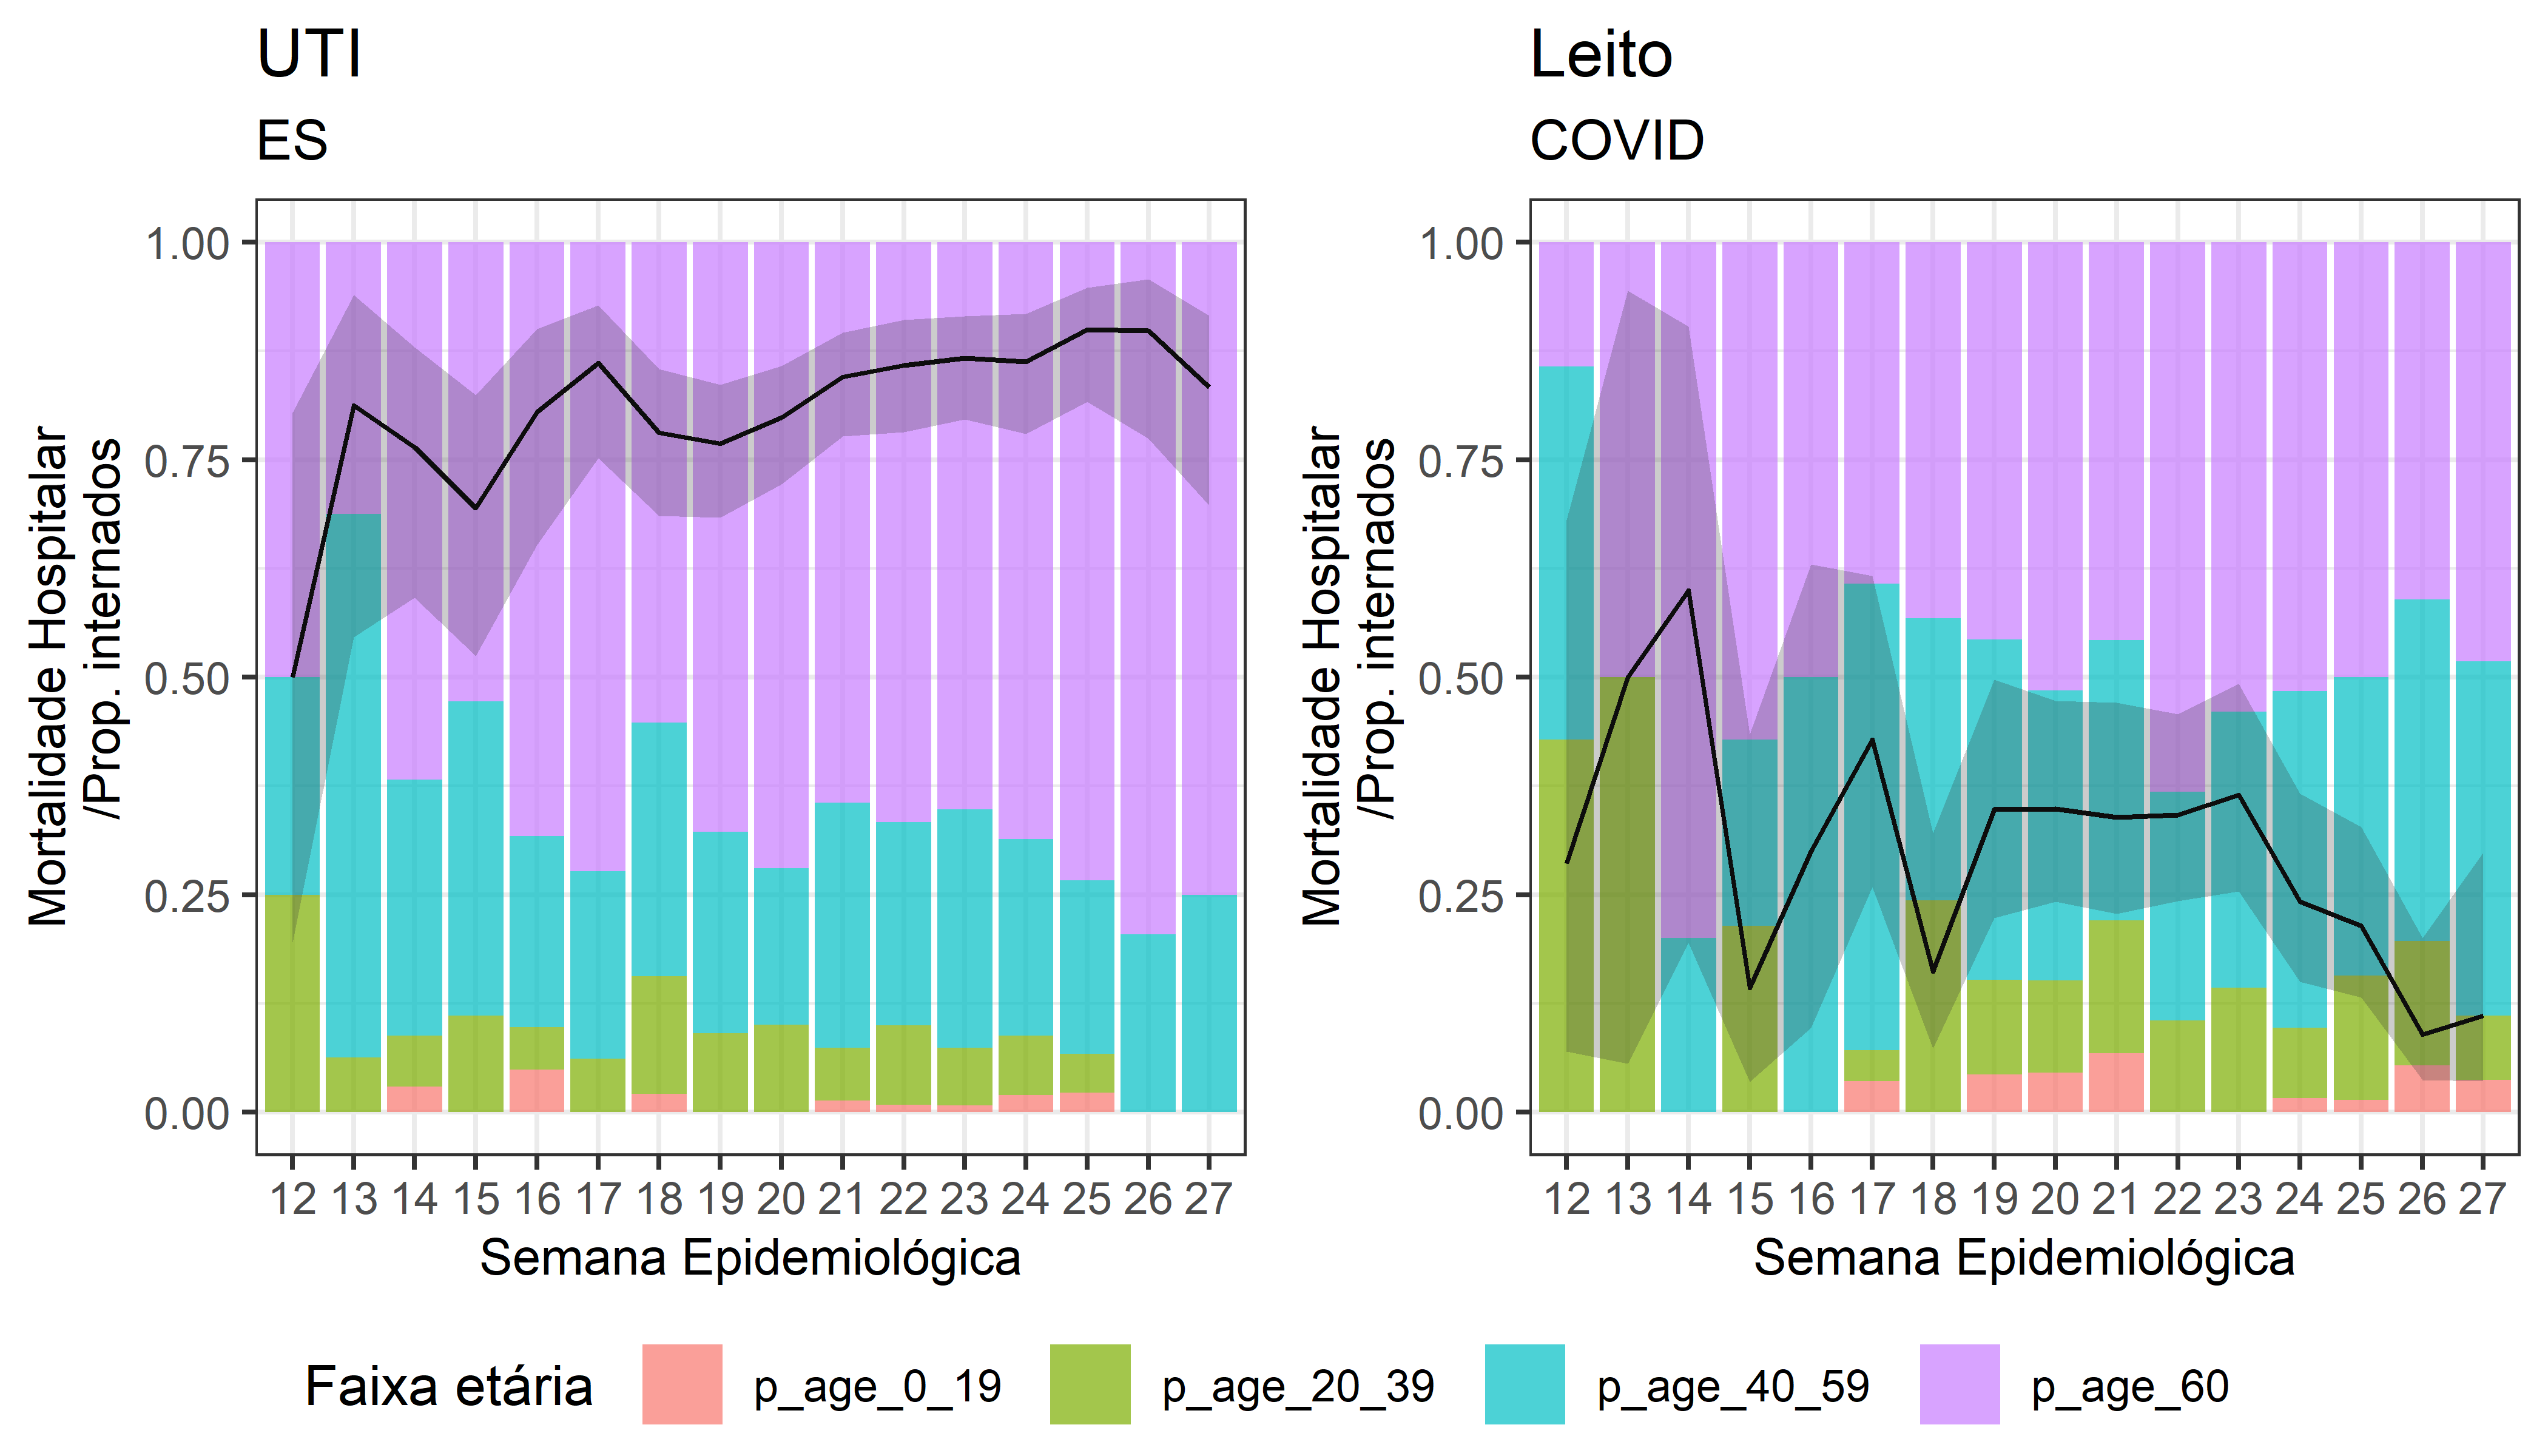 UTI
ES
Mortalidade Hospitalar
/Prop. internados
1.00
0.75
0.50
0.25
0.00
12 13 14 15 16 17 18 19 20 21 22 23 24 25 26 27
Semana Epidemiológica
Leito
COVID
Mortalidade Hospitalar
/Prop. internados
1.00
0.75
0.50
0.25
0.00
12 13 14 15 16 17 18 19 20 21 22 23 24 25 26 27
Semana Epidemiológica
Faixa etária p_age_0_19 p_age_20_39 p_age_40_59 p_age_60